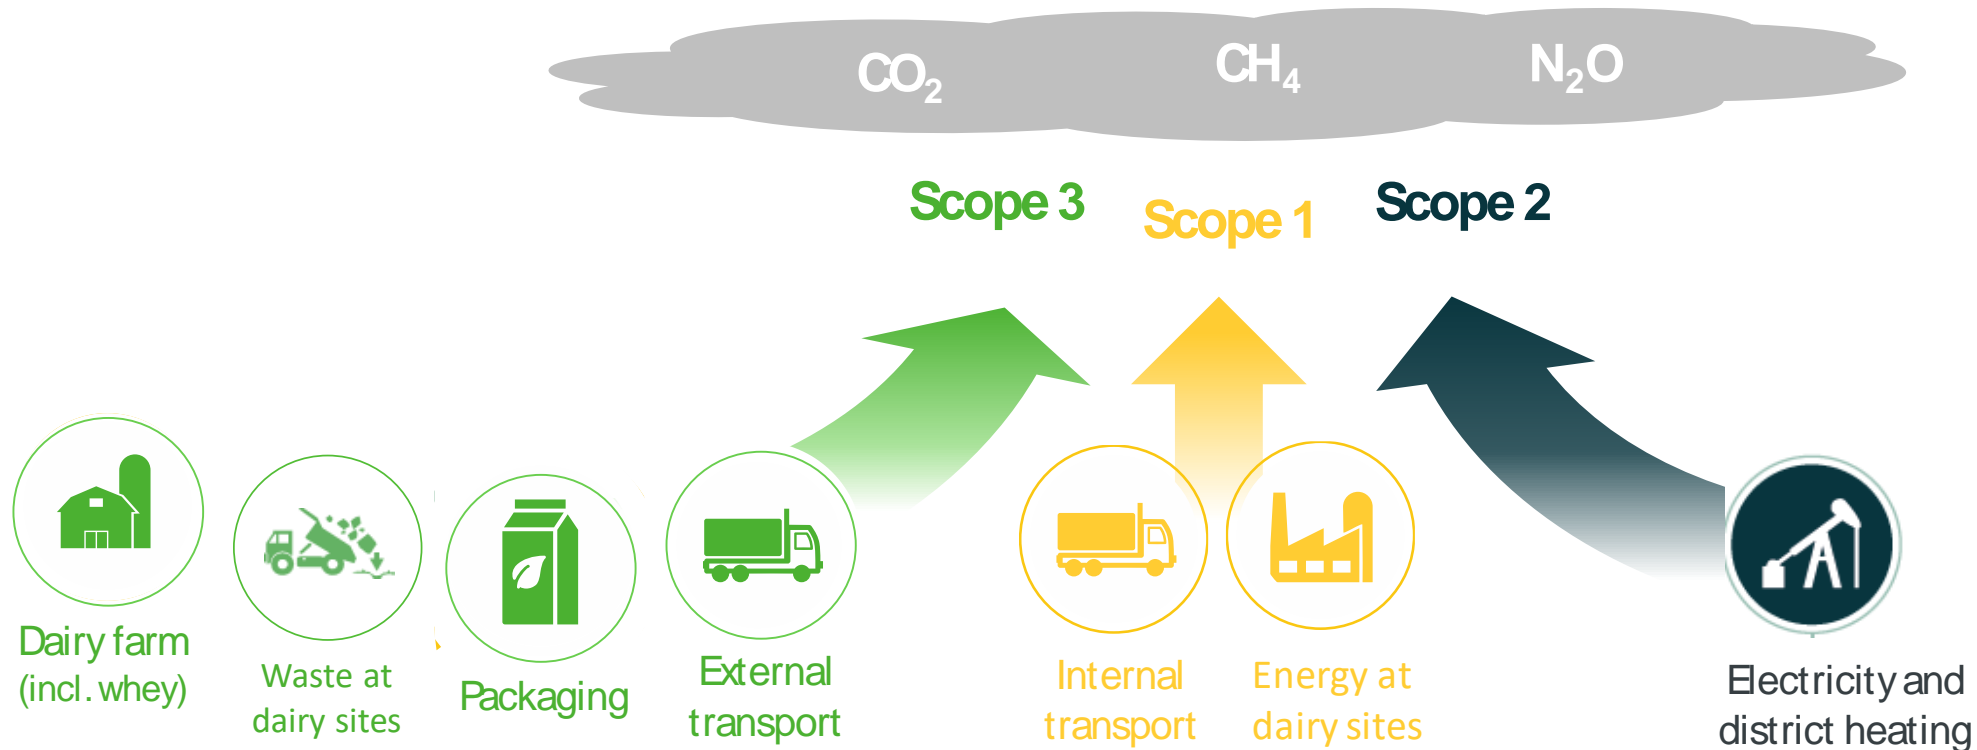 CO₂
CH₄
N₂O
Scope 3
Scope 1
Scope 2
Dairy farm
(incl. whey)
Waste at
dairy sites
Packaging
External
transport
Internal
transport
Energy at
dairy sites
Electricity and
district heating